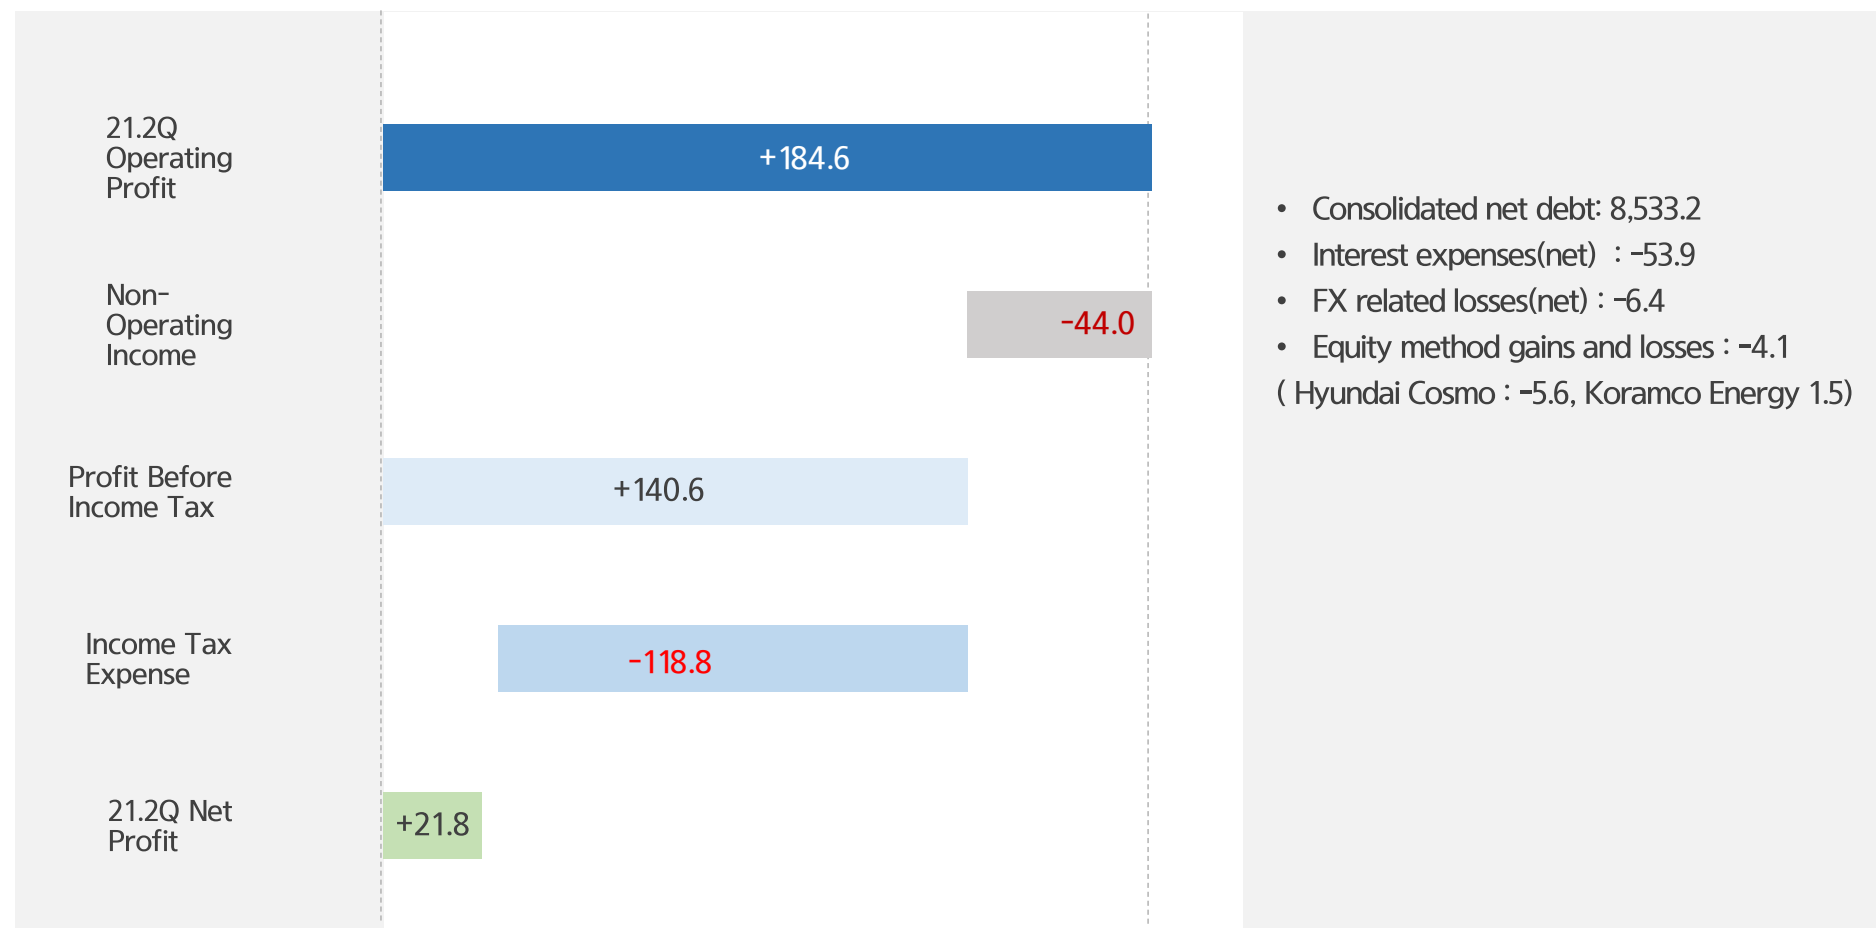 21.2Q
Operating
Profit
+184.6
Non-
Operating
Income
-44.0
Profit Before
Income Tax
+140.6
Income Tax
Expense
-118.8
21.2Q Net
Profit
+21.8
• Consolidated net debt: 8,533.2
• Interest expenses(net) : -53.9
• FX related losses(net) : -6.4
• Equity method gains and losses : -4.1
( Hyundai Cosmo : -5.6, Koramco Energy 1.5)